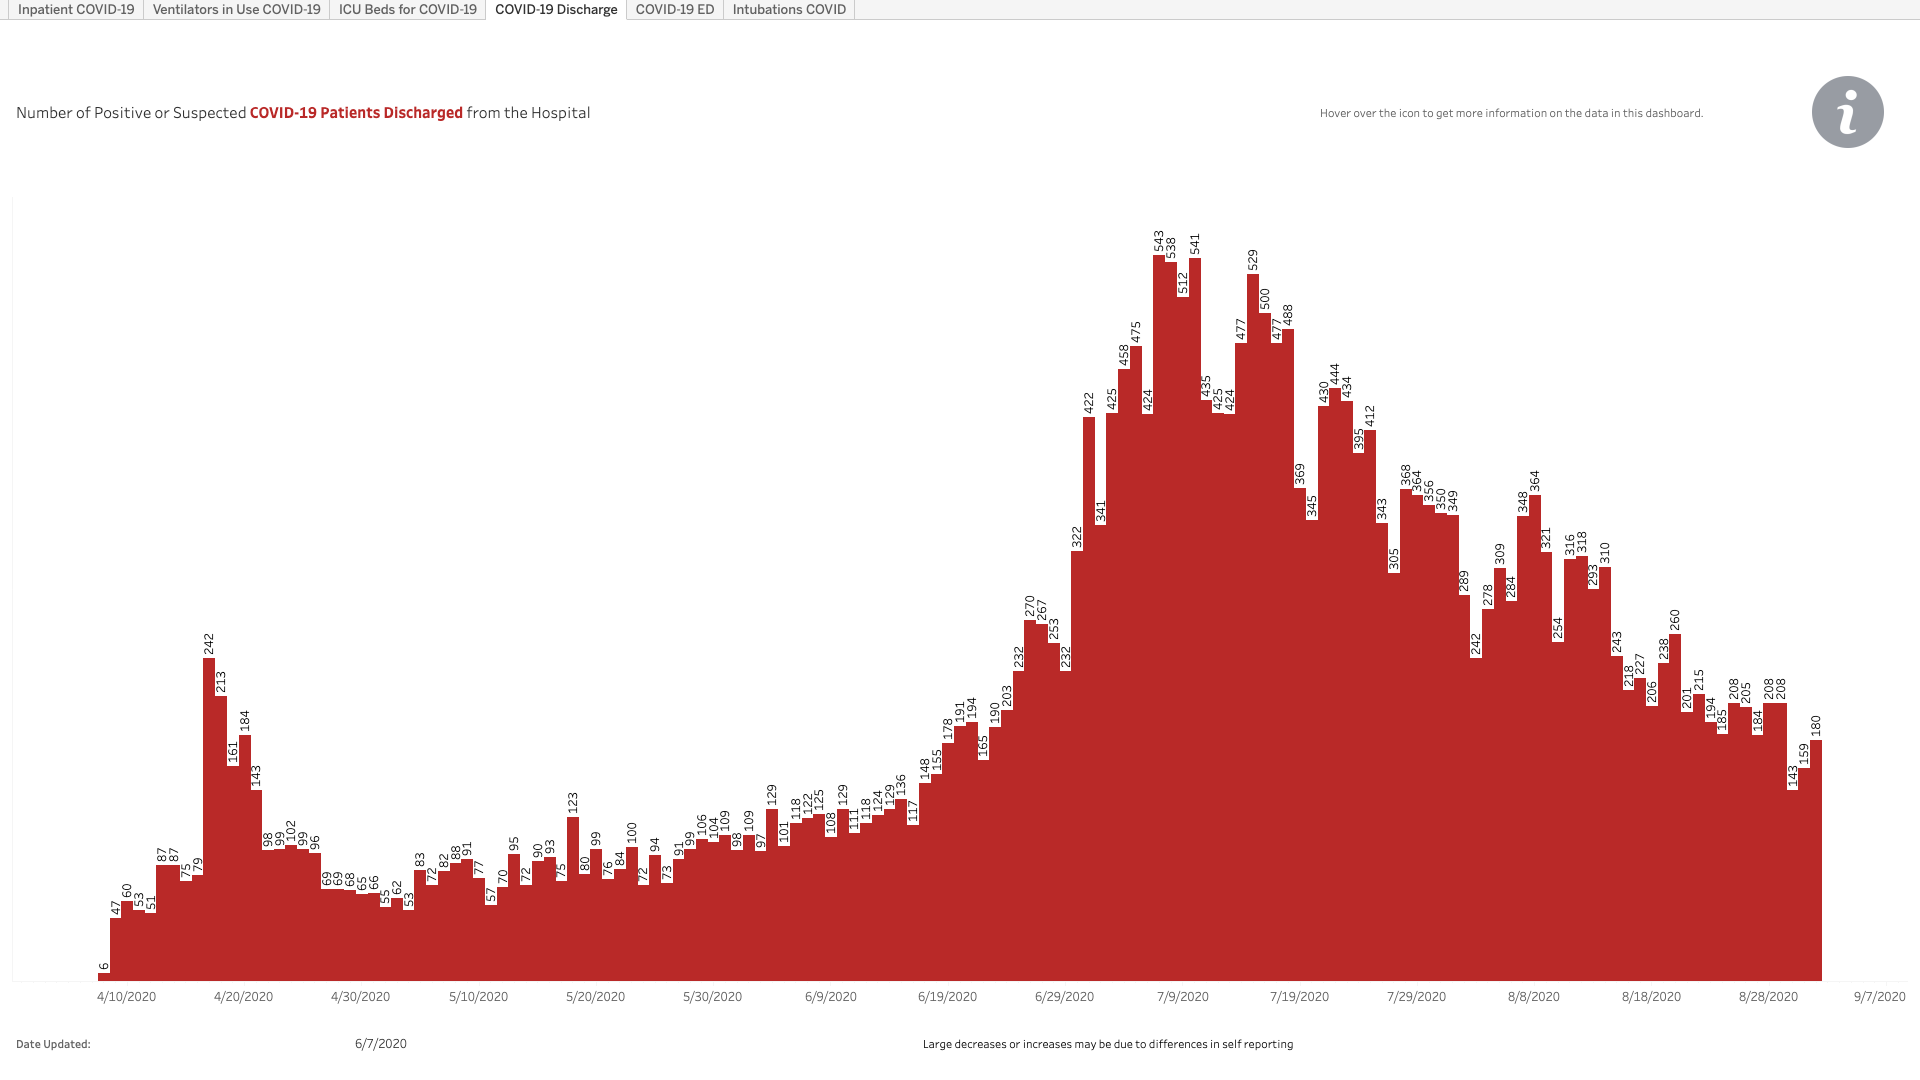 Inpatient COVID-19 Ventilators in Use COVID-19 ICU Beds for COVID-19 COVID-19 Discharge COVID-19 ED Intubations COVID
Number of Positive or Suspected COVID-19 Patients Discharged from the Hospital
Hover over the icon to get more information on the data in this dashboard.
i
6 47 60 53 51 87 87 75 79 242 213 161 184 143 98 99 102 99 96 69 69 68 65 66 55 62 53 83 72 82 88 91 77 57 70 95 72 90 93 75 123 80 99 76 84 100 72 94 73 91 99 106 104 109 98 109 97 129 101 118 122 125 108 129 111 118 124 129 136 117 148 155 178 191 194 165 190 203 232 270 267 253 232 322 422 341 425 458 475 424 543 538 512 541 435 425 424 477 529 500 477 488 369 345 430 444 434 395 412 343 305 368 364 356 350 349 289 242 278 309 284 348 364 321 254 316 318 293 310 243 218 227 206 238 260 201 215 194 185 208 205 184 208 208 143 159 180
4/10/2020 4/20/2020 4/30/2020 5/10/2020 5/20/2020 5/30/2020 6/9/2020 6/19/2020 6/29/2020 7/9/2020 7/19/2020 7/29/2020 8/8/2020 8/18/2020 8/28/2020 9/7/2020
Date Updated: 6/7/2020
Large decreases or increases may be due to differences in self reporting